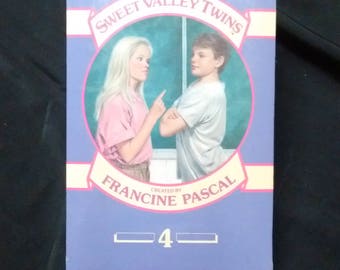 SWEET VALLEY TWINS
CREATED BY
FRANCINE PASCAL
4